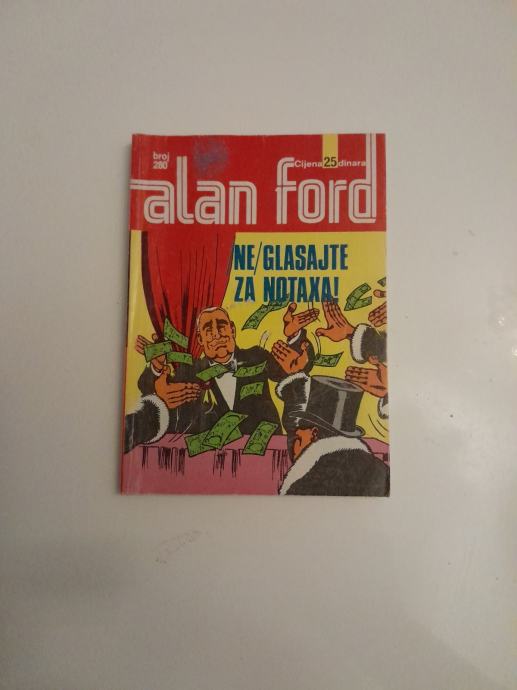 broj
280
Cijena 25 dinara
alan ford
NE/GLASAJTE
ZA NOTAXA!